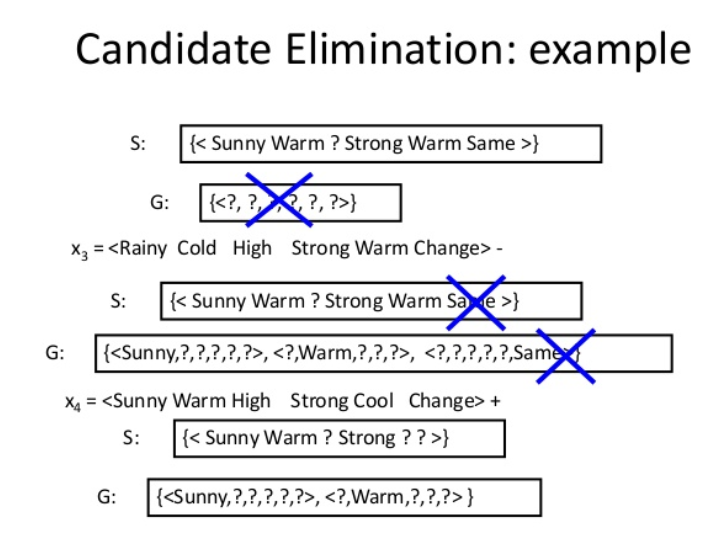 Candidate Elimination: example
S: {< Sunny Warm ? Strong Warm Same >}
G: {<?, ?, ?, ?, ?, ?>}
x3 = <Rainy Cold High Strong Warm Change> -
S: {< Sunny Warm ? Strong Warm Same >}
G: {<Sunny,?,?,?,?,?>, <?,Warm,?,?,?>, <?,?,?,?,?,Same>}
x4 = <Sunny Warm High Strong Cool Change> +
S: {< Sunny Warm ? Strong ? ? >}
G: {<Sunny,?,?,?,?,?>, <?,Warm,?,?,?> }